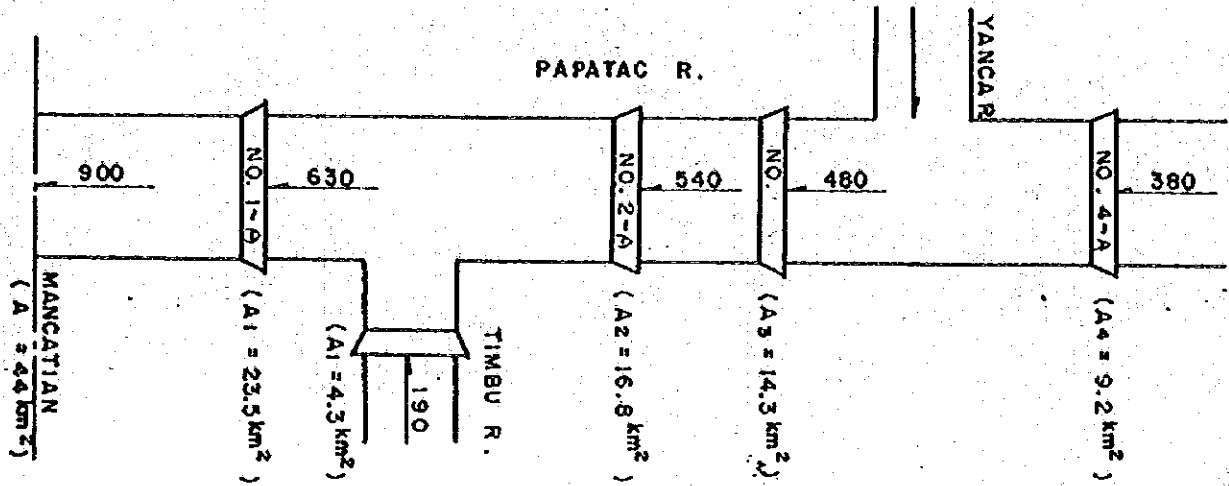 PAPATAC R.
YANCAR
900
NO. 1-A
630
NO. 2-A
540
NO.
480
NO. 4-A
380
MANCATIAN
(A = 44 km²)
(A1 = 23.5 km²)
(A1 = 4.3 km²)
190
TIMBU R.
(A2 = 16.8 km²)
(A3 = 14.3 km²)
(A4 = 9.2 km²)